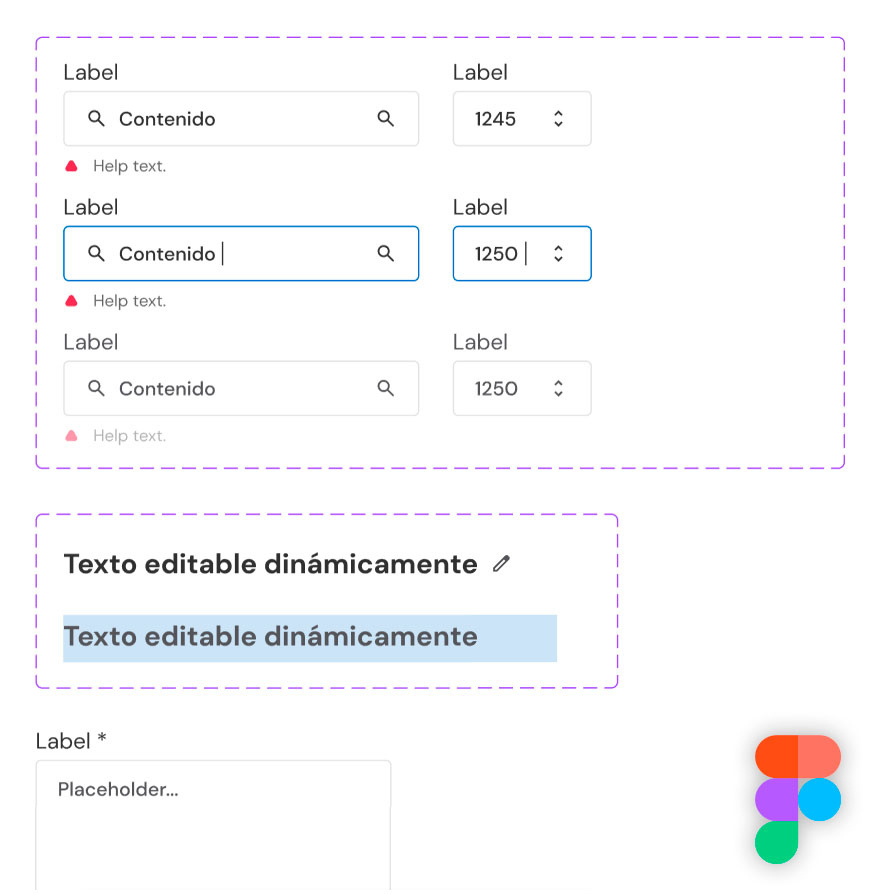 Label Label
Contenido 1245
Help text.
Label Label
Contenido 1250
Help text.
Label Label
Contenido 1250
Help text.
Texto editable dinámicamente
Texto editable dinámicamente
Label *
Placeholder...